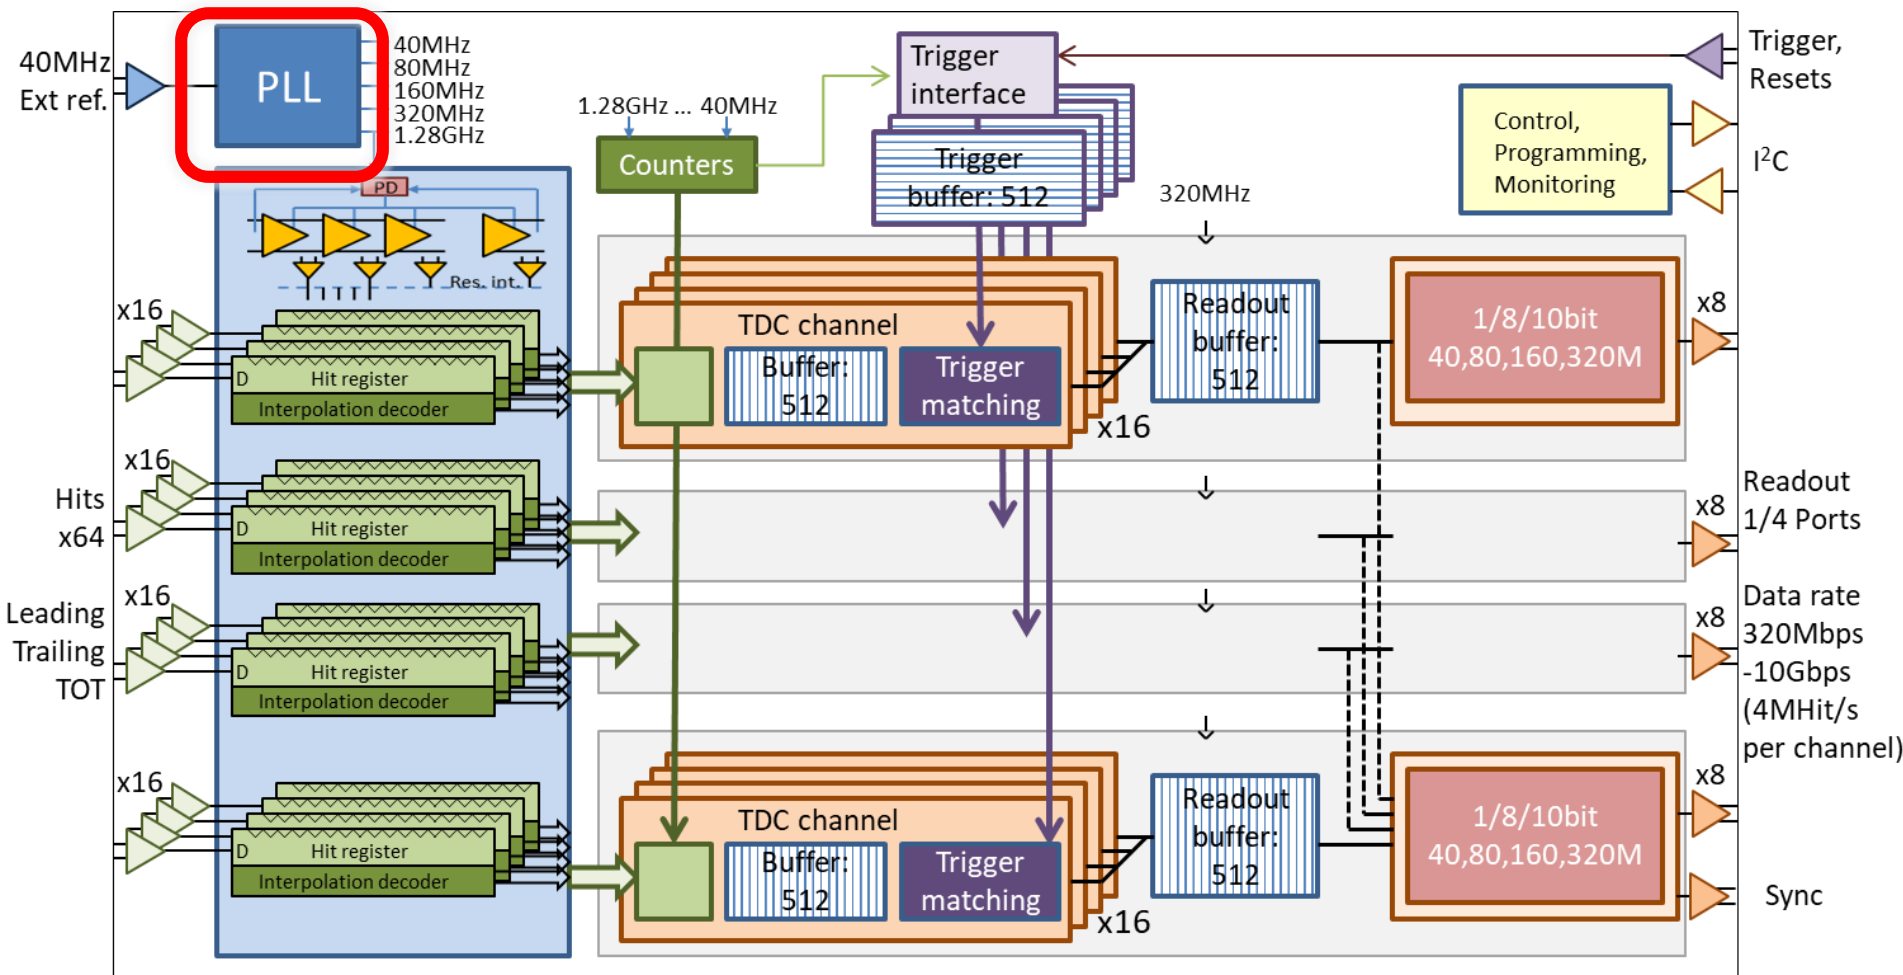 40MHz
Ext ref.
PLL
40MHz
80MHz
160MHz
320MHz
1.28GHz
1.28GHz ... 40MHz
Counters
Trigger
interface
Trigger
buffer: 512
Trigger,
Resets
Control,
Programming,
Monitoring
I²C
320MHz
PD
Res. int.
x16
D
Hit register
Interpolation decoder
TDC channel
Buffer:
512
Trigger
matching
x16
Readout
buffer:
512
1/8/10bit
40,80,160,320M
x8
Hits
x64
x16
D
Hit register
Interpolation decoder
x8
Readout
1/4 Ports
Leading
Trailing
TOT
x16
D
Hit register
Interpolation decoder
x8
Data rate
320Mbps
-10Gbps
(4MHit/s
per channel)
x16
D
Hit register
Interpolation decoder
TDC channel
Buffer:
512
Trigger
matching
x16
Readout
buffer:
512
1/8/10bit
40,80,160,320M
x8
Sync